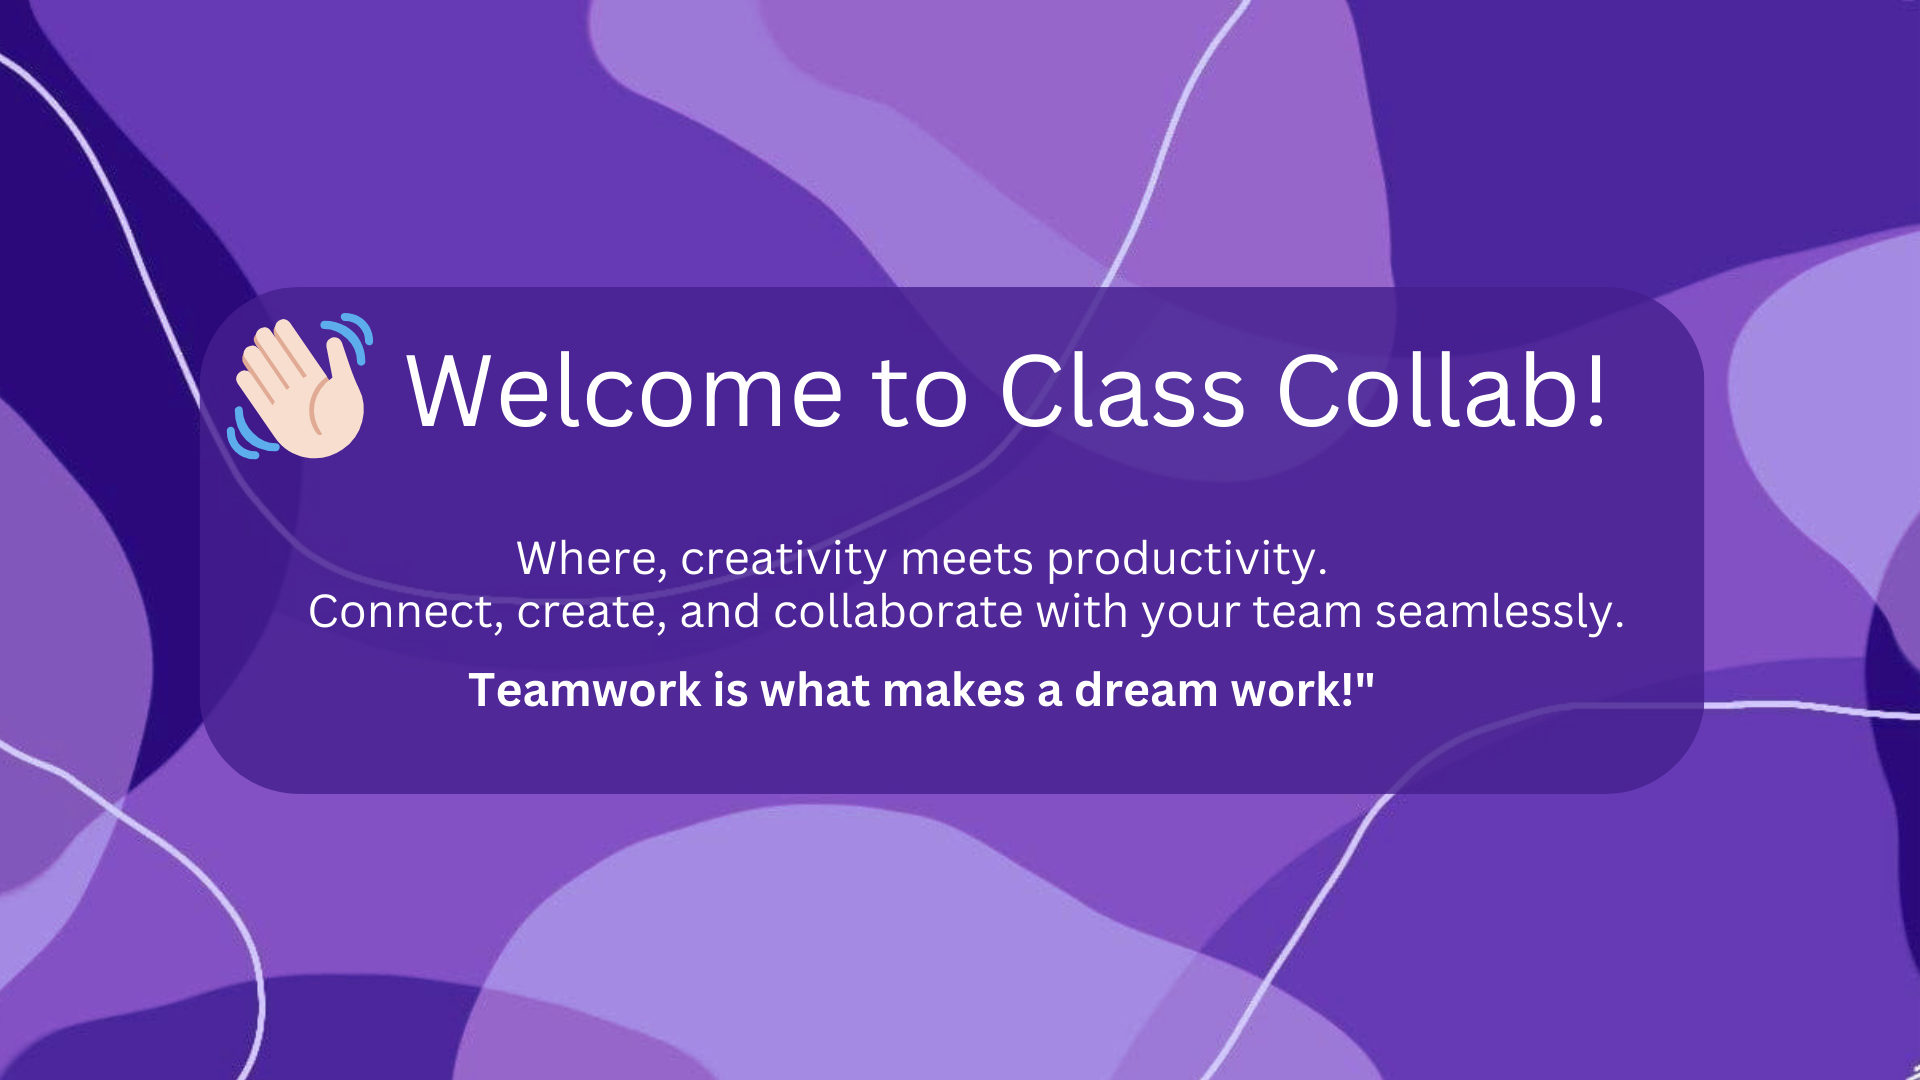 Welcome to Class Collab!
Where, creativity meets productivity.
Connect, create, and collaborate with your team seamlessly.
Teamwork is what makes a dream work!"